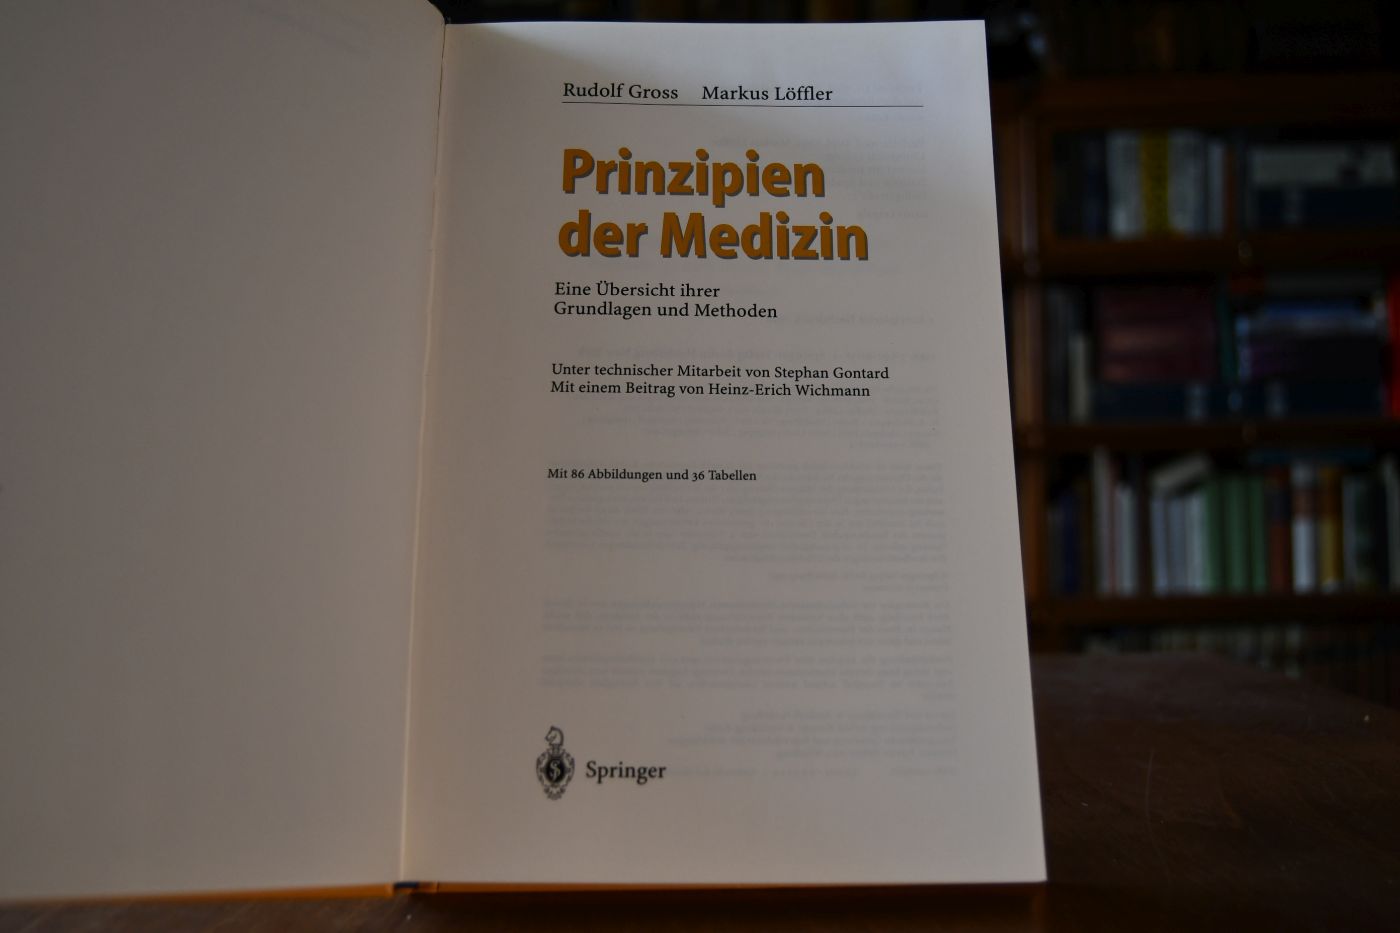 Rudolf Gross Markus Löffler
Prinzipien
der Medizin
Eine Übersicht ihrer
Grundlagen und Methoden
Unter technischer Mitarbeit von Stephan Gontard
Mit einem Beitrag von Heinz-Erich Wichmann
Mit 86 Abbildungen und 36 Tabellen
Springer